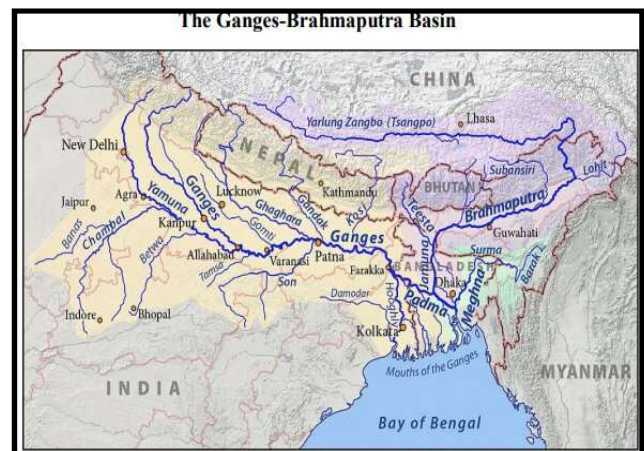 The Ganges-Brahmaputra Basin
CHINA
Lhasa
Yarlung Zangbo (Tsangpo)
New Delhi
NEPAL
Subansiri
Lohit
BHUTAN
Agra
Yamuna
Ganges
Lucknow
Kathmandu
Teesta
Brahmaputra
Jaipur
Ghaghara
Gandak
Kosi
Guwahati
Banas
Chambal
Kanpur
Gomti
Ganges
Jamuna
Surma
Betwa
Allahabad
Varanasi
Patna
Farakka
BANGLADESH
Barak
Tamsa
Son
Dhaka
Meghna
Damodar
Hooghly
Padma
Indore
Bhopal
Kolkata
Mouths of the Ganges
MYANMAR
INDIA
Bay of Bengal